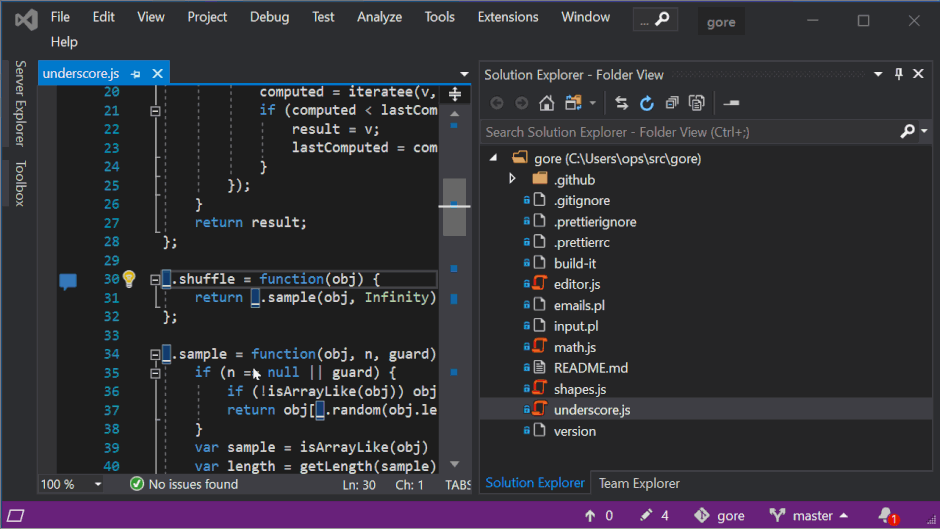 File Edit View Project Debug Test Analyze Tools Extensions Window ... gore
Help
Server Explorer
Toolbox
underscore.js
20 computed = iteratee(v,
21 if (computed < lastCom
22 result = v;
23 lastComputed = com
24 }
25 });
26 }
27 return result;
28 };
29
30 _.shuffle = function(obj) {
31 return _.sample(obj, Infinity)
32 };
33
34 _.sample = function(obj, n, guard)
35 if (n == null || guard) {
36 if (!isArrayLike(obj)) obj
37 return obj[_.random(obj.le
38 }
39 var sample = isArrayLike(obj)
40 var length = getLength(sample)
100 % No issues found Ln: 30 Ch: 1 TABS
Solution Explorer - Folder View
Search Solution Explorer - Folder View (Ctrl+;)
gore (C:\Users\ops\src\gore)
.github
.gitignore
.prettierignore
.prettierrc
build-it
editor.js
emails.pl
input.pl
math.js
README.md
shapes.js
underscore.js
version
Solution Explorer Team Explorer
0 4 gore master 1